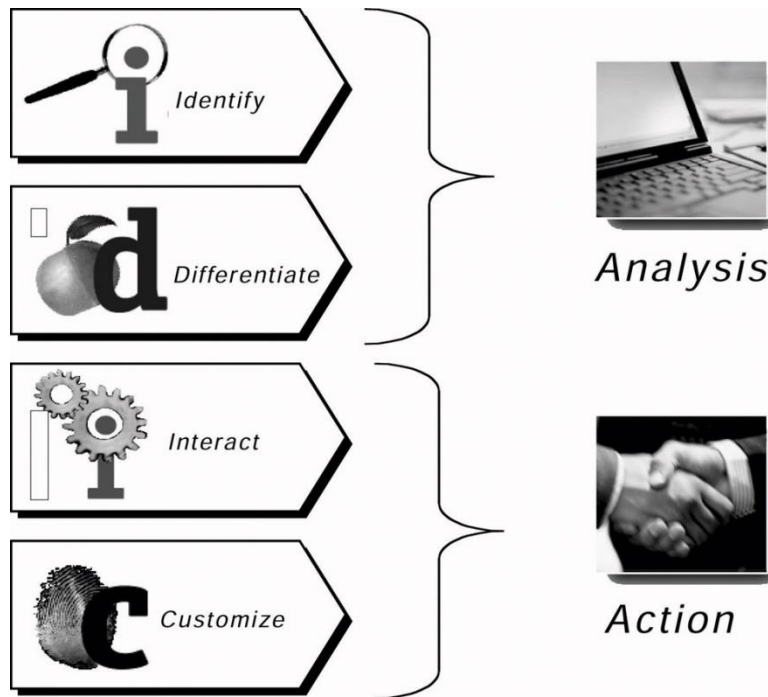 i
Identify
d
Differentiate
Analysis
i
Interact
c
Customize
Action